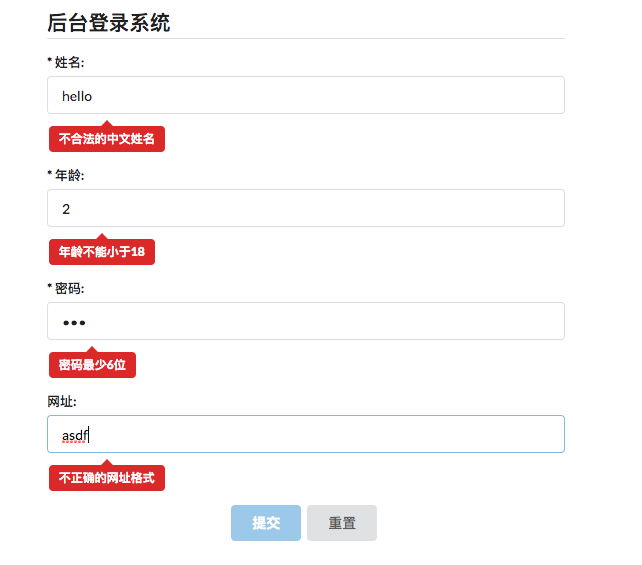 后台登录系统
* 姓名:
hello
不合法的中文姓名
* 年龄:
2
年龄不能小于18
* 密码:
●●●
密码最少6位
网址:
asdf
不正确的网址格式
提交 重置